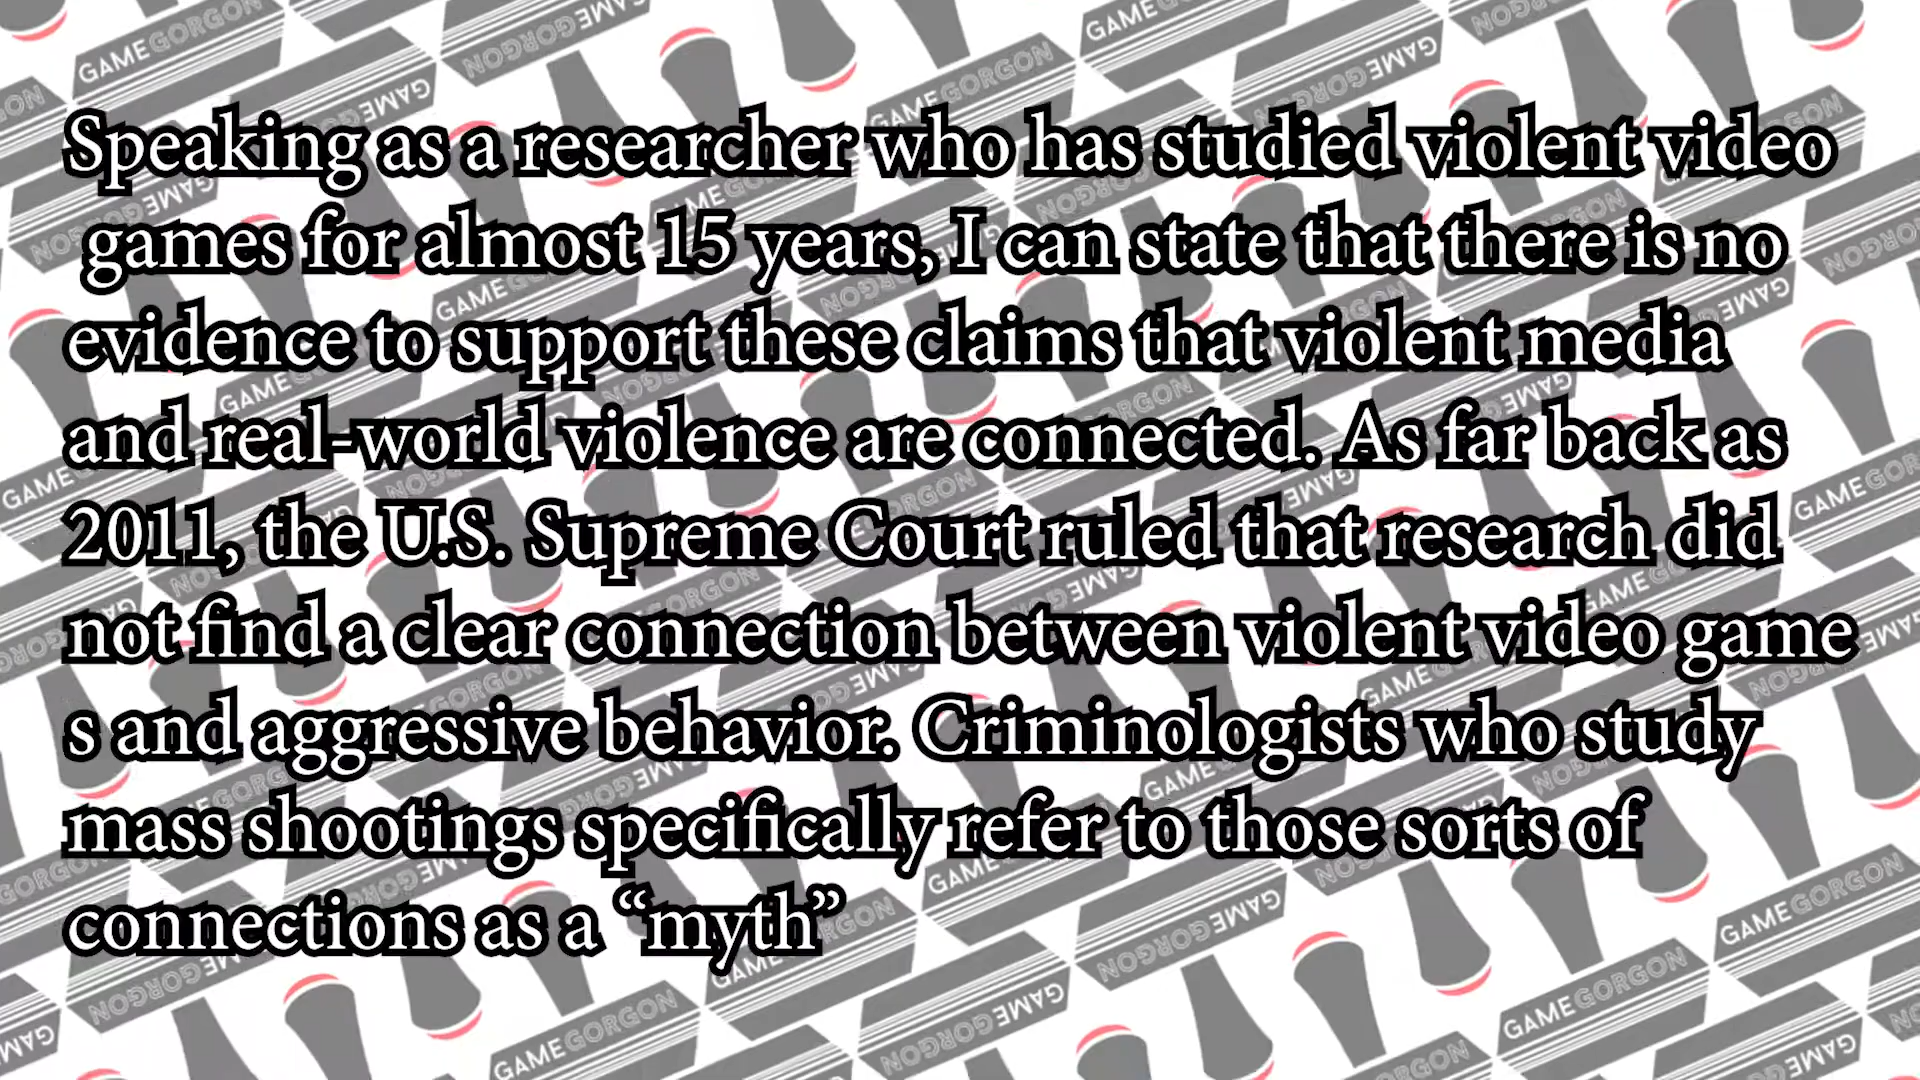 Speaking as a researcher who has studied violent video
games for almost 15 years, I can state that there is no
evidence to support these claims that violent media
and real-world violence are connected. As far back as
2011, the U.S. Supreme Court ruled that research did
not find a clear connection between violent video game
s and aggressive behavior. Criminologists who study
mass shootings specifically refer to those sorts of
connections as a “myth”
GAMEGORGON